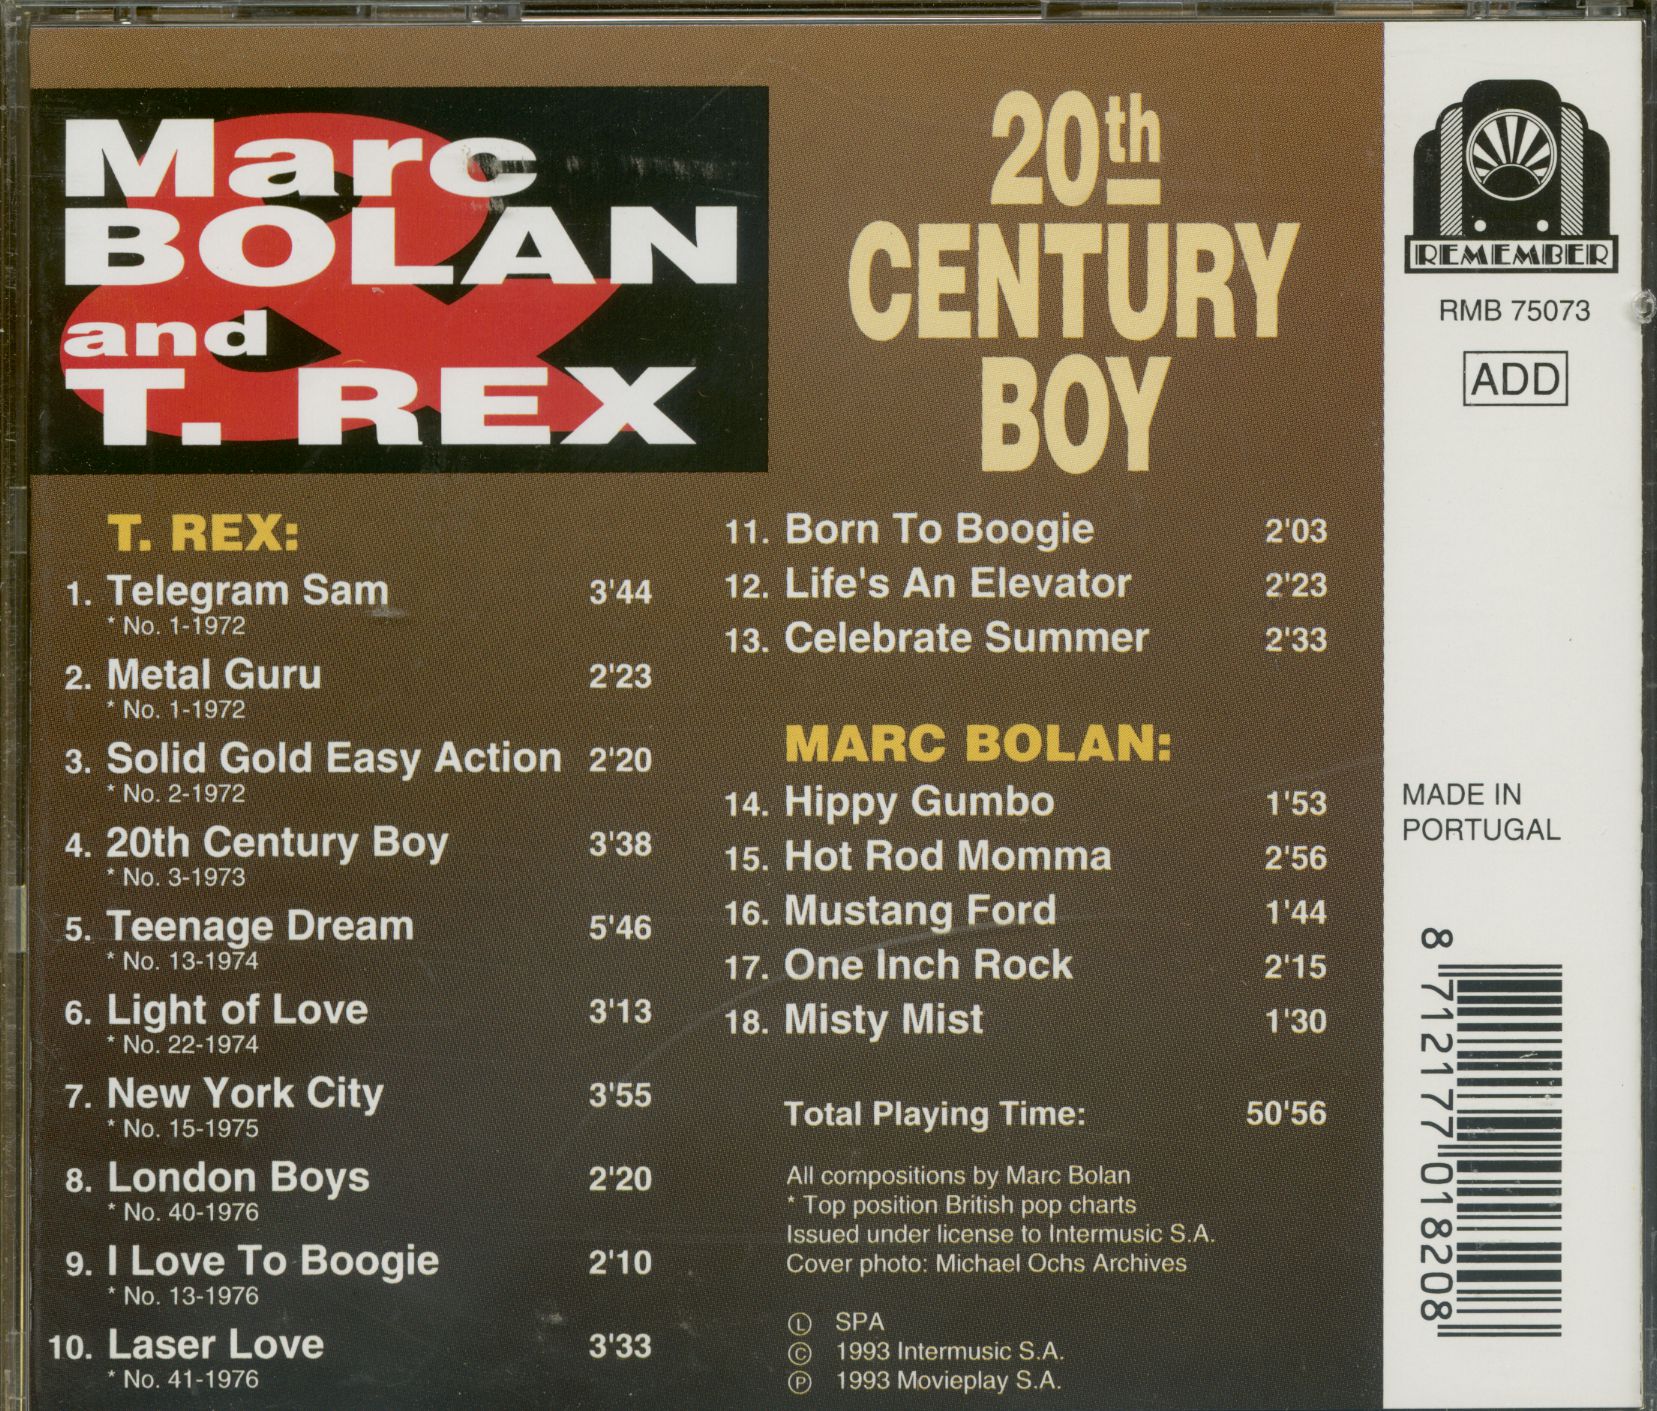 Marc
BOLAN
and
T. REX
20th
CENTURY
BOY
T. REX:
1. Telegram Sam 3'44
* No. 1-1972
2. Metal Guru 2'23
* No. 1-1972
3. Solid Gold Easy Action 2'20
* No. 2-1972
4. 20th Century Boy 3'38
* No. 3-1973
5. Teenage Dream 5'46
* No. 13-1974
6. Light of Love 3'13
* No. 22-1974
7. New York City 3'55
* No. 15-1975
8. London Boys 2'20
* No. 40-1976
9. I Love To Boogie 2'10
* No. 13-1976
10. Laser Love 3'33
* No. 41-1976
11. Born To Boogie 2'03
12. Life's An Elevator 2'23
13. Celebrate Summer 2'33
MARC BOLAN:
14. Hippy Gumbo 1'53
15. Hot Rod Momma 2'56
16. Mustang Ford 1'44
17. One Inch Rock 2'15
18. Misty Mist 1'30
Total Playing Time: 50'56
All compositions by Marc Bolan
* Top position British pop charts
Issued under license to Intermusic S.A.
Cover photo: Michael Ochs Archives
Ⓛ SPA
© 1993 Intermusic S.A.
℗ 1993 Movieplay S.A.
REMEMBER
RMB 75073
ADD
MADE IN
PORTUGAL
8 712177 018208